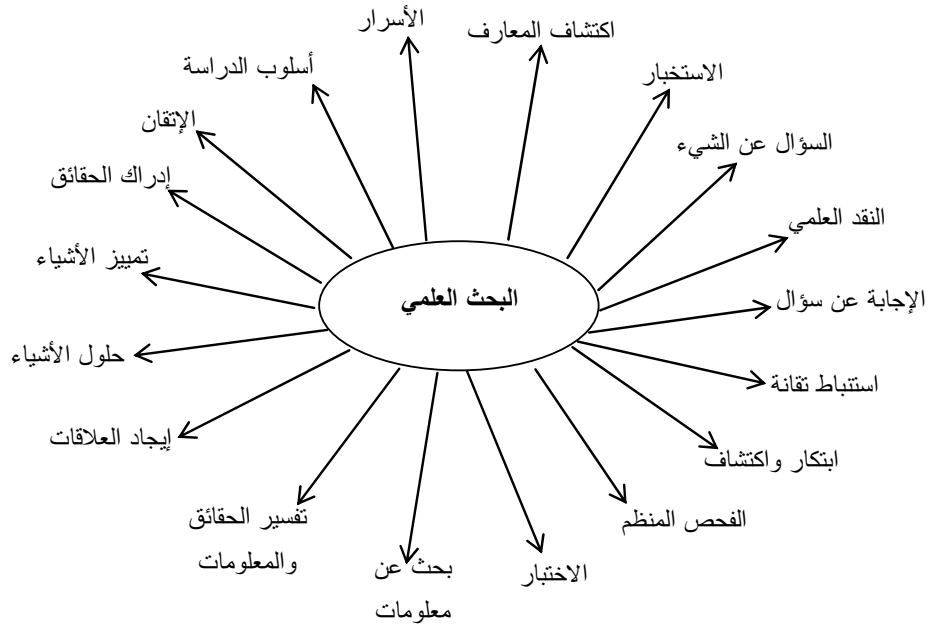 الأسرار
اكتشاف المعارف
أسلوب الدراسة
الاستخبار
الإتقان
السؤال عن الشيء
إدراك الحقائق
النقد العلمي
تمييز الأشياء
البحث العلمي
الإجابة عن سؤال
حلول الأشياء
استنباط تقانة
إيجاد العلاقات
ابتكار واكتشاف
تفسير الحقائق
والمعلومات
الفحص المنظم
بحث عن
معلومات
الاختبار